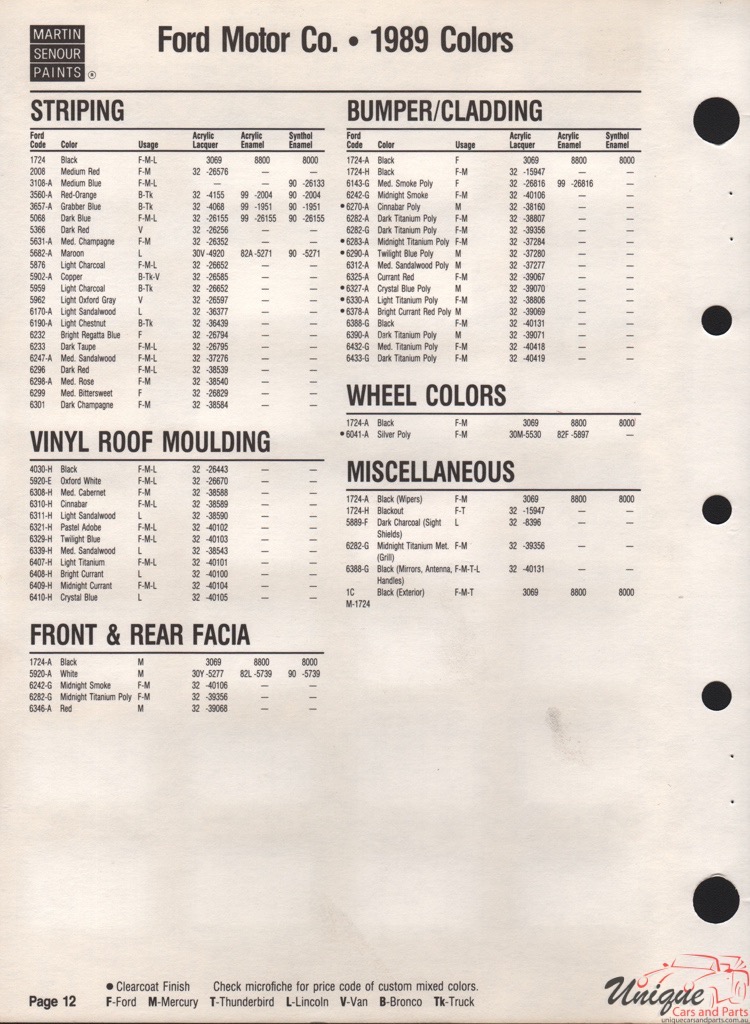 MARTIN
SENOUR
PAINTS ®
Ford Motor Co. • 1989 Colors
STRIPING
Ford Code Color Usage Acrylic Lacquer Acrylic Enamel Synthol Enamel
1724 Black F-M-L 3069 8800 8000
2008 Medium Red F-M 32 -26576 — —
3108-A Medium Blue F-M-L — — 90 -26133
3560-A Red-Orange B-Tk 32 -4155 99 -2004 90 -2004
3657-A Grabber Blue B-Tk 32 -4068 99 -1951 90 -1951
5068 Dark Blue F-M-L 32 -26155 99 -26155 90 -26155
5366 Dark Red V 32 -26256 — —
5631-A Med. Champagne F-M 32 -26352 — —
5682-A Maroon L 30V-4920 82A-5271 90 -5271
5876 Light Charcoal F-M-L 32 -26652 — —
5902-A Copper B-Tk-V 32 -26585 — —
5959 Light Charcoal B-Tk 32 -26652 — —
5962 Light Oxford Gray V 32 -26597 — —
6170-A Light Sandalwood L 32 -36377 — —
6190-A Light Chestnut B-Tk 32 -36439 — —
6232 Bright Regatta Blue F 32 -26794 — —
6233 Dark Taupe F-M-L 32 -26795 — —
6247-A Med. Sandalwood F-M-L 32 -37276 — —
6296 Dark Red F-M-L 32 -38539 — —
6298-A Med. Rose F-M 32 -38540 — —
6299 Med. Bittersweet F 32 -26829 — —
6301 Dark Champagne F-M 32 -38584 — —
VINYL ROOF MOULDING
4030-H Black F-M-L 32 -26443 — —
5920-E Oxford White F-M-L 32 -26670 — —
6308-H Med. Cabernet F-M 32 -38588 — —
6310-H Cinnabar F-M-L 32 -38589 — —
6311-H Light Sandalwood L 32 -38590 — —
6321-H Pastel Adobe F-M-L 32 -40102 — —
6329-H Twilight Blue F-M-L 32 -40103 — —
6339-H Med. Sandalwood L 32 -38543 — —
6407-H Light Titanium F-M-L 32 -40101 — —
6408-H Bright Currant L 32 -40100 — —
6409-H Midnight Currant F-M-L 32 -40104 — —
6410-H Crystal Blue L 32 -40105 — —
FRONT & REAR FACIA
1724-A Black M 3069 8800 8000
5920-A White M 30Y-5277 82L-5739 90 -5739
6242-G Midnight Smoke F-M 32 -40106 — —
6282-G Midnight Titanium Poly F-M 32 -39356 — —
6346-A Red M 32 -39068 — —
BUMPER/CLADDING
Ford Code Color Usage Acrylic Lacquer Acrylic Enamel Synthol Enamel
1724-A Black F 3069 8800 8000
1724-H Black F-M 32 -15947 — —
6143-G Med. Smoke Poly F 32 -26816 99 -26816 —
6242-G Midnight Smoke F-M 32 -40106 — —
•6270-A Cinnabar Poly M 32 -38160 — —
6282-A Dark Titanium Poly F-M 32 -38807 — —
6282-G Dark Titanium Poly F-M 32 -39356 — —
•6283-A Midnight Titanium Poly F-M 32 -37284 — —
•6290-A Twilight Blue Poly M 32 -37280 — —
6312-A Med. Sandalwood Poly M 32 -37277 — —
6325-A Currant Red F-M 32 -39067 — —
•6327-A Crystal Blue Poly M 32 -39070 — —
•6330-A Light Titanium Poly F-M 32 -38806 — —
•6378-A Bright Currant Red Poly M 32 -39069 — —
6388-G Black F-M 32 -40131 — —
6390-A Dark Titanium Poly M 32 -39071 — —
6432-G Med. Titanium Poly F-M 32 -40418 — —
6433-G Dark Titanium Poly F-M 32 -40419 — —
WHEEL COLORS
1724-A Black F-M 3069 8800 8000
•6041-A Silver Poly F-M 30M-5530 82F -5897 —
MISCELLANEOUS
1724-A Black (Wipers) F-M 3069 8800 8000
1724-H Blackout F-T 32 -15947 — —
5889-F Dark Charcoal (Sight L 32 -8396 — —
Shields)
6282-G Midnight Titanium Met. F-M 32 -39356 — —
(Grill)
6388-G Black (Mirrors, Antenna, F-M-T-L 32 -40131 — —
Handles)
1C Black (Exterior) F-M-T 3069 8800 8000
M-1724
• Clearcoat Finish Check microfiche for price code of custom mixed colors.
Page 12 F-Ford M-Mercury T-Thunderbird L-Lincoln V-Van B-Bronco Tk-Truck
Unique
Cars and Parts
uniquecarsandparts.com.au